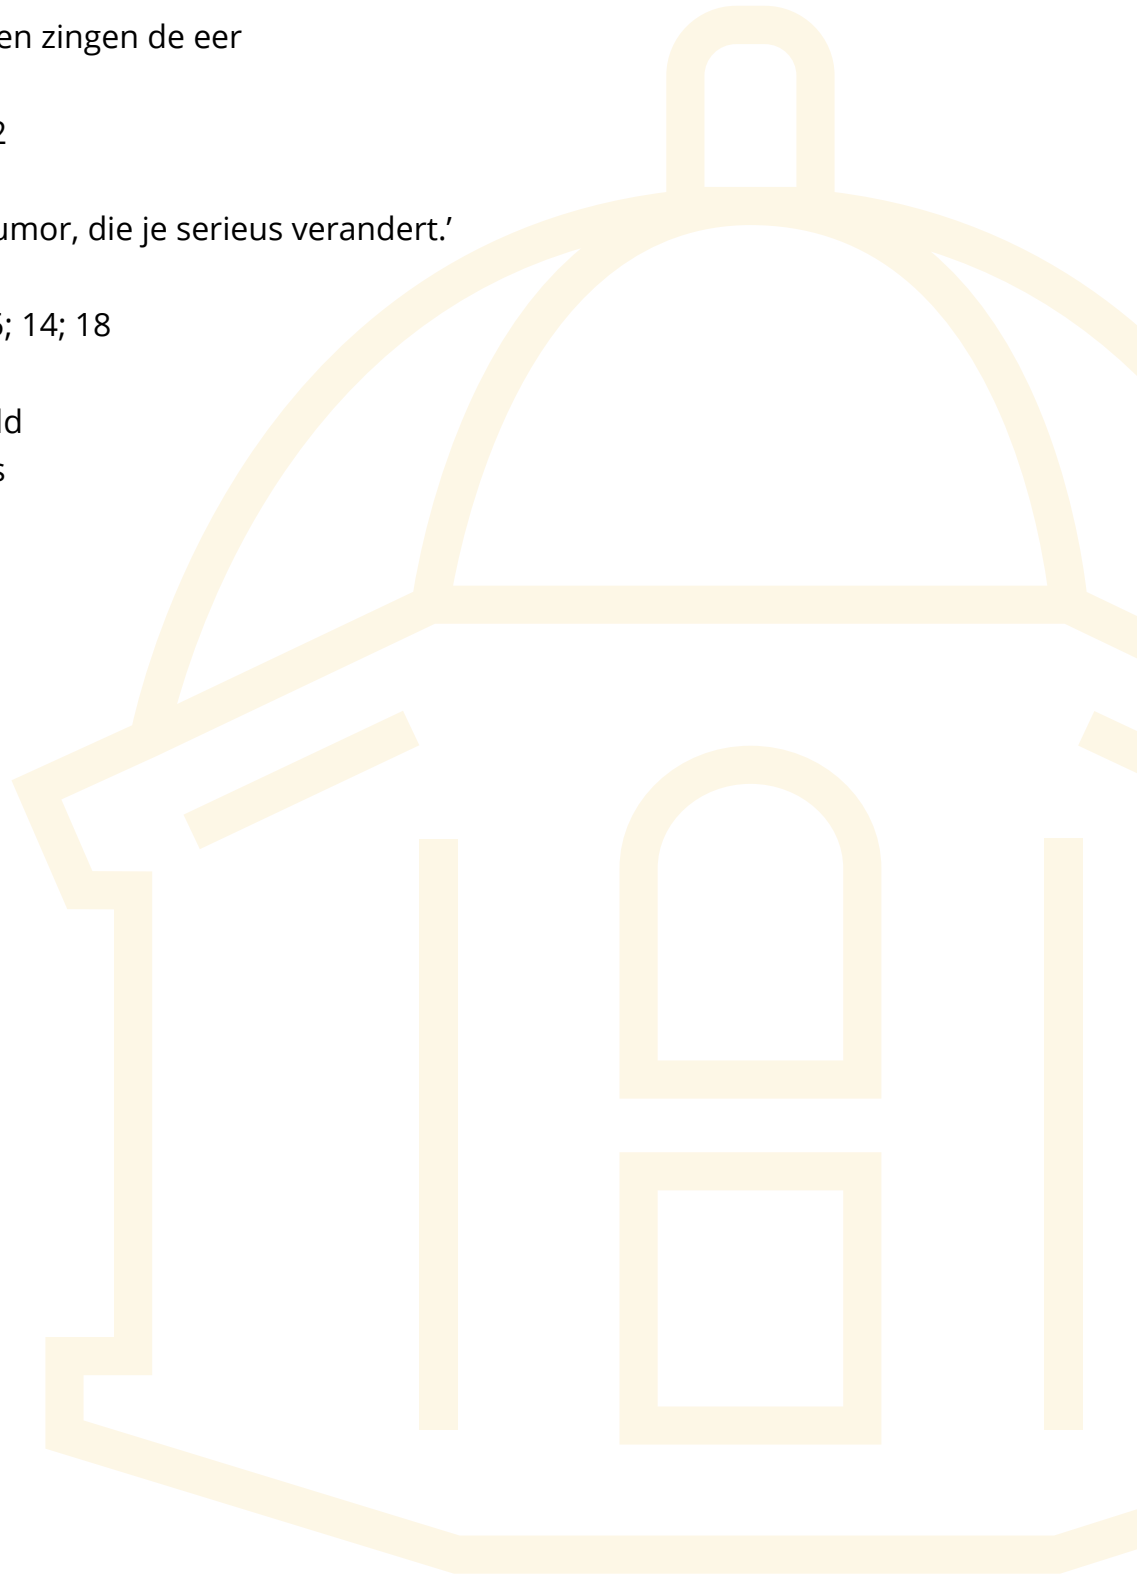 en zingen de eer
2
umor, die je serieus verandert.’
; 14; 18
ld
s